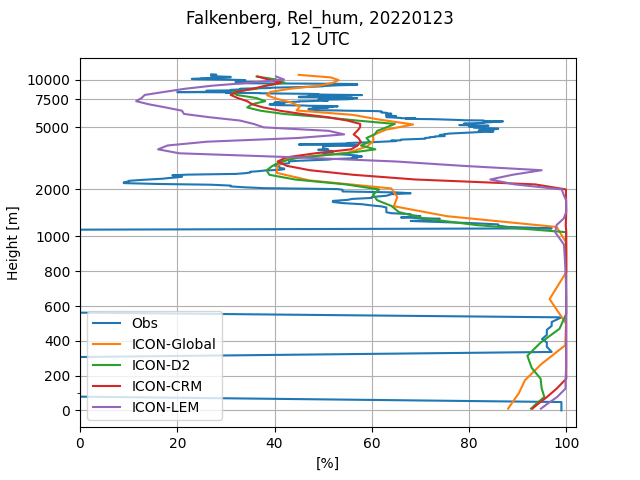 Falkenberg, Rel_hum, 20220123
12 UTC
10000
7500
5000
2000
1000
800
600
400
200
0
Height [m]
Obs
ICON-Global
ICON-D2
ICON-CRM
ICON-LEM
0 20 40 60 80 100
[%]